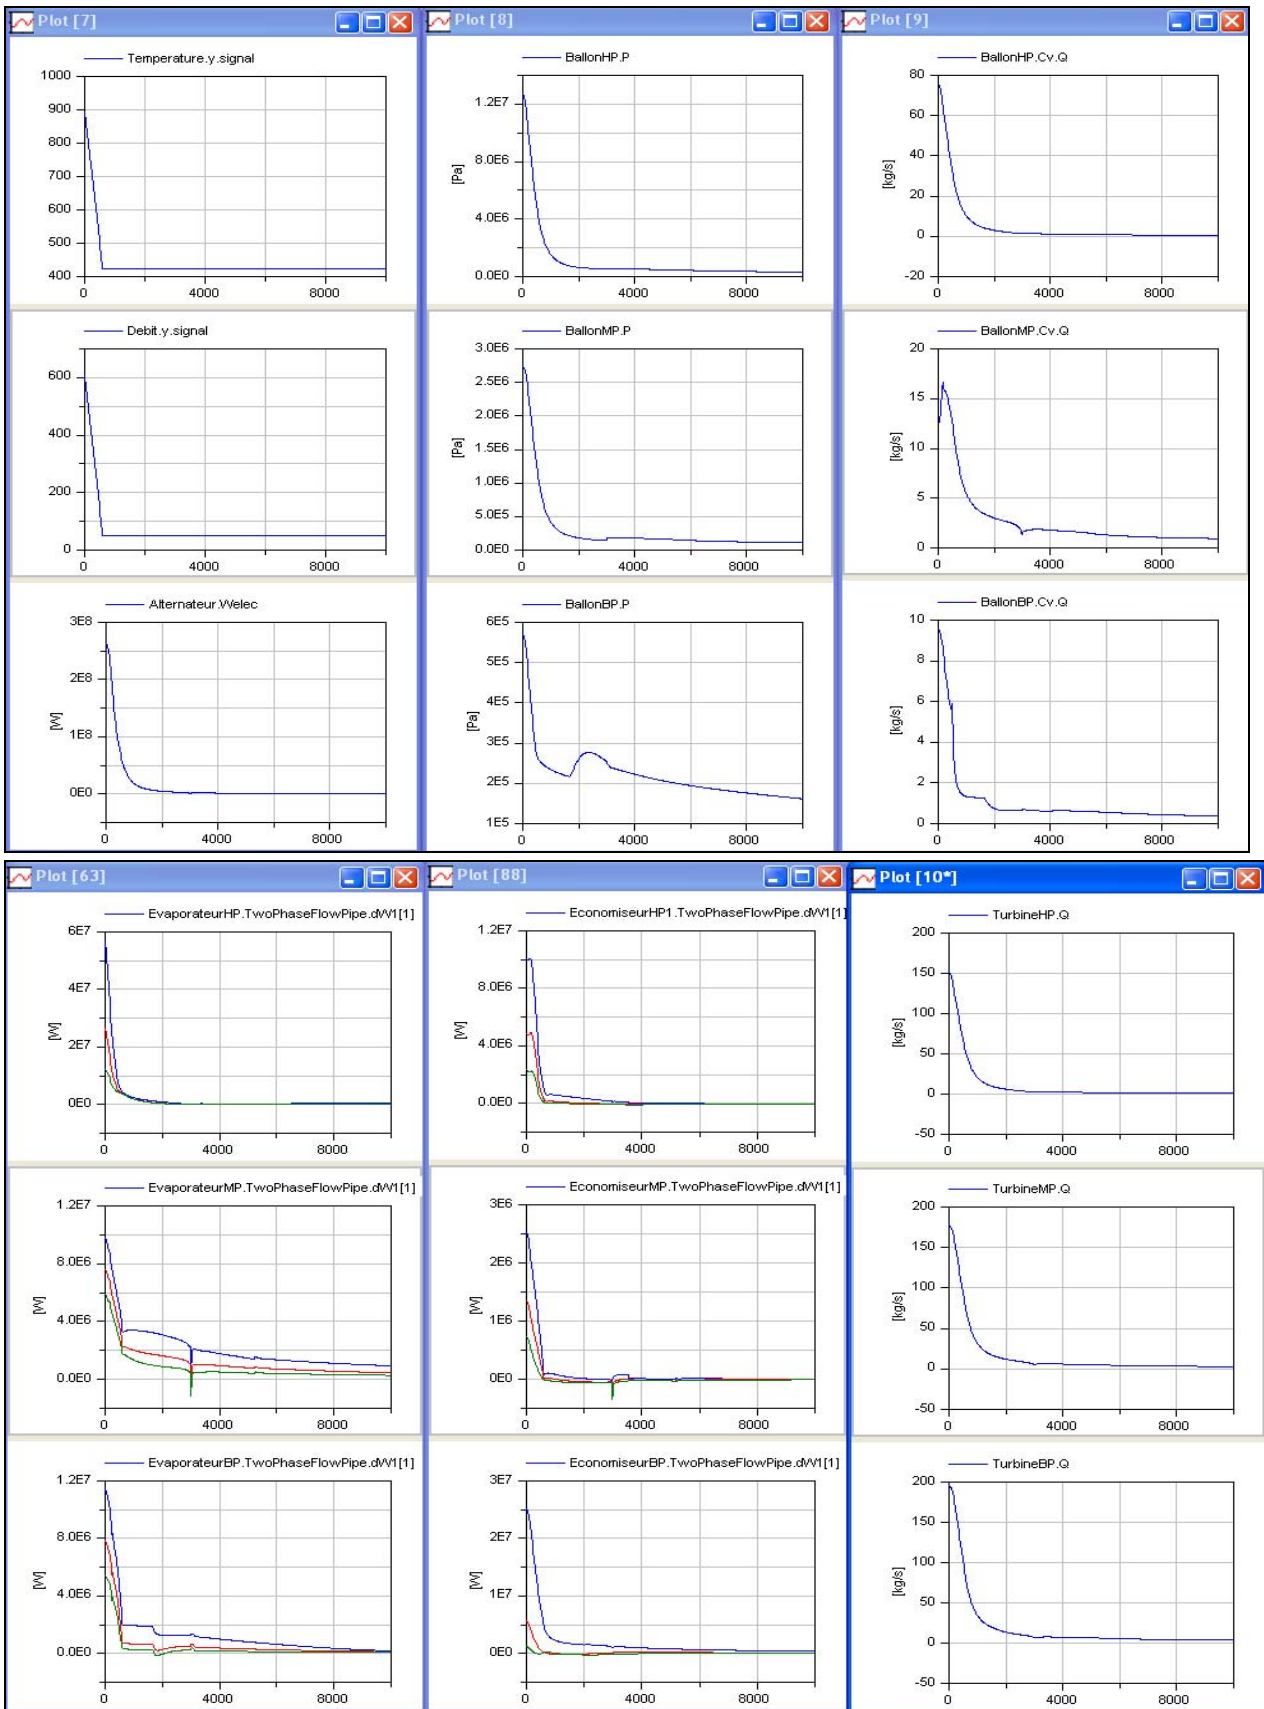 Plot [7]
Temperature.y.signal
1000
900
800
700
600
500
400
0 4000 8000
Debit.y.signal
600
400
200
0
0 4000 8000
Alternateur.Welec
3E8
2E8
1E8
0E0
[W]
0 4000 8000
Plot [8]
BallonHP.P
1.2E7
8.0E6
4.0E6
0.0E0
[Pa]
0 4000 8000
BallonMP.P
3.0E6
2.5E6
2.0E6
1.5E6
1.0E6
5.0E5
0.0E0
[Pa]
0 4000 8000
BallonBP.P
6E5
5E5
4E5
3E5
2E5
1E5
[Pa]
0 4000 8000
Plot [9]
BallonHP.Cv.Q
80
60
40
20
0
-20
[kg/s]
0 4000 8000
BallonMP.Cv.Q
20
15
10
5
0
[kg/s]
0 4000 8000
BallonBP.Cv.Q
10
8
6
4
2
0
[kg/s]
0 4000 8000
Plot [63]
EvaporateurHP.TwoPhaseFlowPipe.dW1[1]
6E7
4E7
2E7
0E0
[W]
0 4000 8000
EvaporateurMP.TwoPhaseFlowPipe.dW1[1]
1.2E7
8.0E6
4.0E6
0.0E0
[W]
0 4000 8000
EvaporateurBP.TwoPhaseFlowPipe.dW1[1]
1.2E7
8.0E6
4.0E6
0.0E0
[W]
0 4000 8000
Plot [88]
EconomiseurHP1.TwoPhaseFlowPipe.dW1[1]
1.2E7
8.0E6
4.0E6
0.0E0
[W]
0 4000 8000
EconomiseurMP.TwoPhaseFlowPipe.dW1[1]
3E6
2E6
1E6
0E0
[W]
0 4000 8000
EconomiseurBP.TwoPhaseFlowPipe.dW1[1]
3E7
2E7
1E7
0E0
[W]
0 4000 8000
Plot [10*]
TurbineHP.Q
200
150
100
50
0
-50
[kg/s]
0 4000 8000
TurbineMP.Q
200
150
100
50
0
-50
[kg/s]
0 4000 8000
TurbineBP.Q
200
150
100
50
0
-50
[kg/s]
0 4000 8000